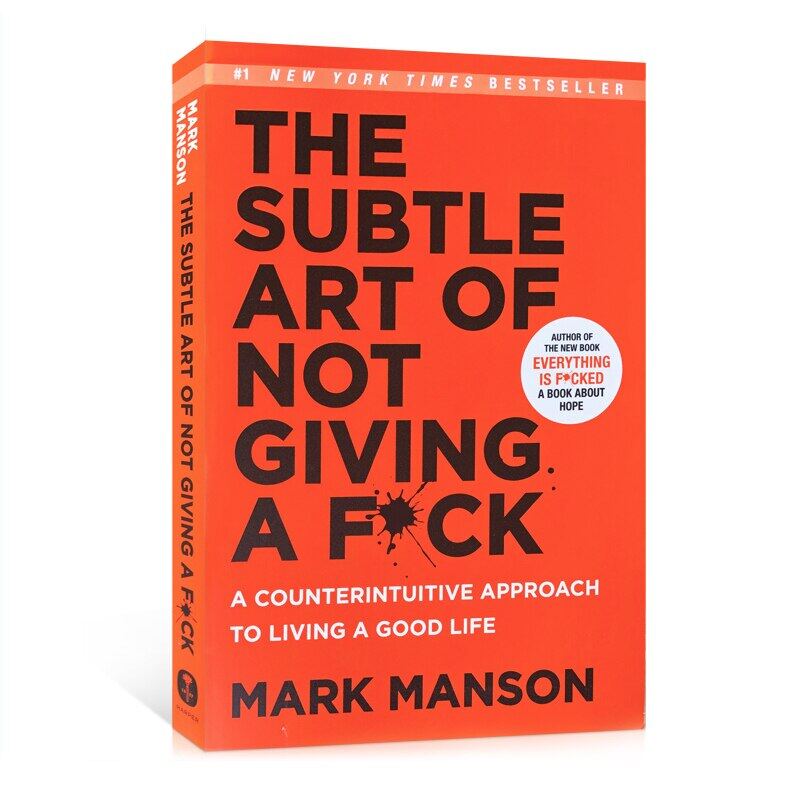 #1 NEW YORK TIMES BESTSELLER
THE
SUBTLE
ART OF
NOT
GIVING
A F*CK
AUTHOR OF
THE NEW BOOK
EVERYTHING
IS F*CKED
A BOOK ABOUT
HOPE
A COUNTERINTUITIVE APPROACH
TO LIVING A GOOD LIFE
MARK MANSON
MARK
MANSON
THE SUBTLE ART OF NOT GIVING A F*CK
HARPER